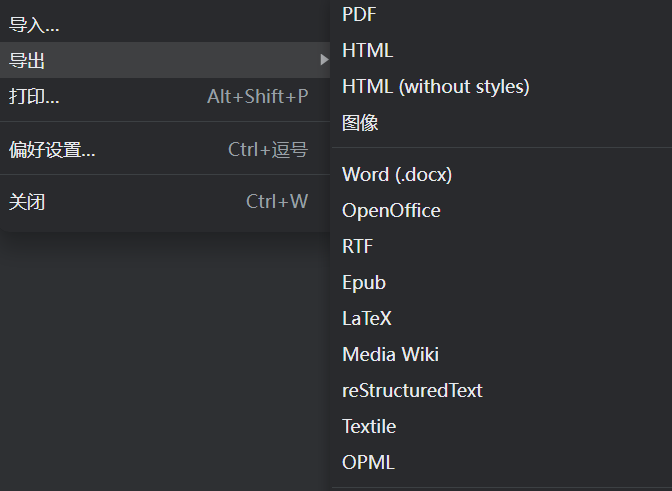 导入...
导出
打印... Alt+Shift+P
偏好设置... Ctrl+逗号
关闭 Ctrl+W
PDF
HTML
HTML (without styles)
图像
Word (.docx)
OpenOffice
RTF
Epub
LaTeX
Media Wiki
reStructuredText
Textile
OPML